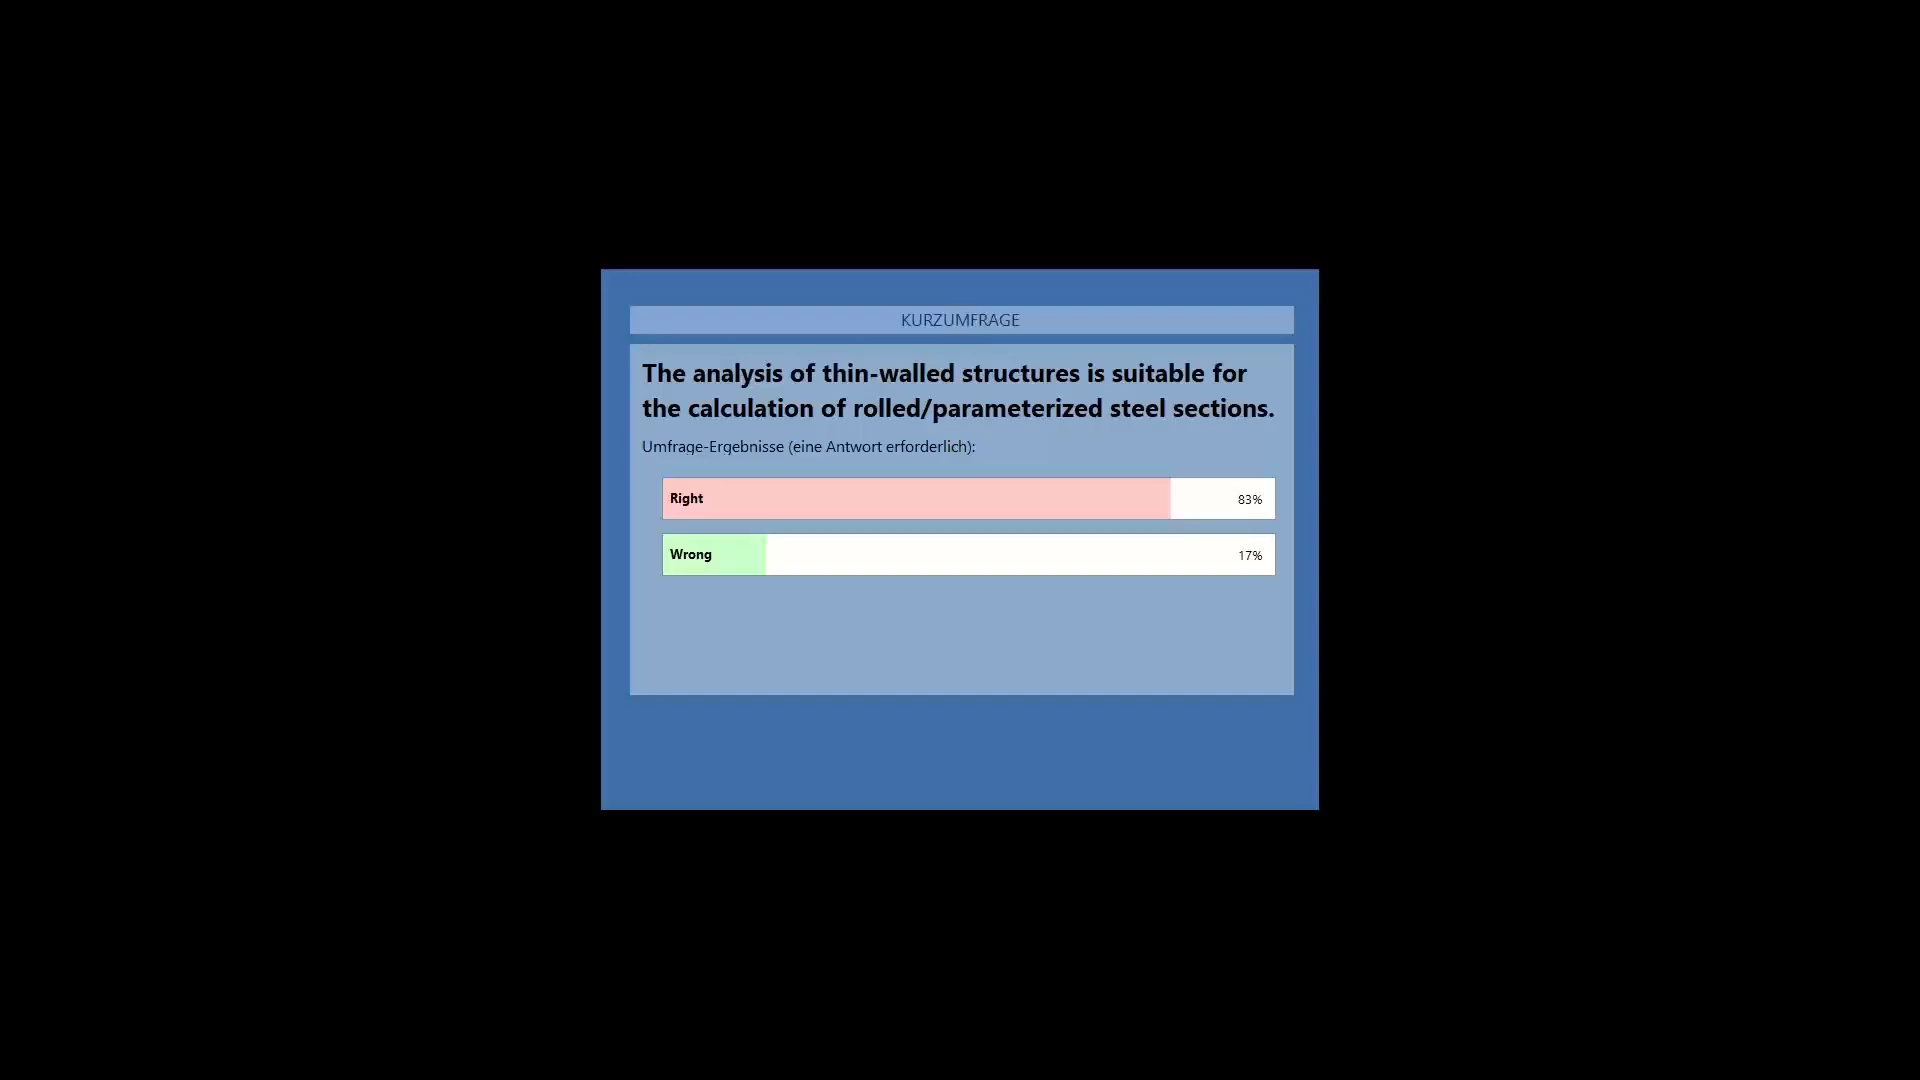 KURZUMFRAGE
The analysis of thin-walled structures is suitable for
the calculation of rolled/parameterized steel sections.
Umfrage-Ergebnisse (eine Antwort erforderlich):
Right 83%
Wrong 17%